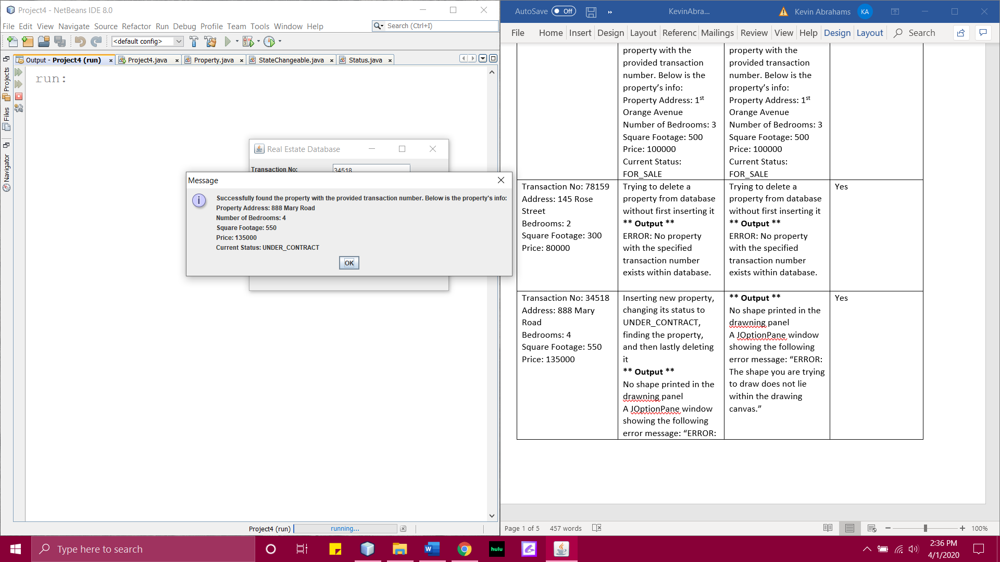 Project4 - NetBeans IDE 8.0
File Edit View Navigate Source Refactor Run Debug Profile Team Tools Window Help
Search (Ctrl+I)
<default config>
Output - Project4 (run)
Project4.java
Property.java
StateChangeable.java
Status.java
Projects
Files
Navigator
run:
Real Estate Database
Transaction No:
34518
Message
Successfully found the property with the provided transaction number. Below is the property's info:
Property Address: 888 Mary Road
Number of Bedrooms: 4
Square Footage: 550
Price: 135000
Current Status: UNDER_CONTRACT
OK
Project4 (run)
running...
AutoSave
Off
KevinAbra...
Kevin Abrahams
KA
File Home Insert Design Layout Referenc Mailings Review View Help Design Layout Search
property with the
provided transaction
number. Below is the
property’s info:
Property Address: 1st
Orange Avenue
Number of Bedrooms: 3
Square Footage: 500
Price: 100000
Current Status:
FOR_SALE
property with the
provided transaction
number. Below is the
property’s info:
Property Address: 1st
Orange Avenue
Number of Bedrooms: 3
Square Footage: 500
Price: 100000
Current Status:
FOR_SALE
Transaction No: 78159
Address: 145 Rose
Street
Bedrooms: 2
Square Footage: 300
Price: 80000
Trying to delete a
property from database
without first inserting it
** Output **
ERROR: No property
with the specified
transaction number
exists within database.
Trying to delete a
property from database
without first inserting it
** Output **
ERROR: No property
with the specified
transaction number
exists within database.
Yes
Transaction No: 34518
Address: 888 Mary
Road
Bedrooms: 4
Square Footage: 550
Price: 135000
Inserting new property,
changing its status to
UNDER_CONTRACT,
finding the property,
and then lastly deleting
it
** Output **
No shape printed in the
drawning panel
A JOptionPane window
showing the following
error message: “ERROR:
** Output **
No shape printed in the
drawning panel
A JOptionPane window
showing the following
error message: “ERROR:
The shape you are trying
to draw does not lie
within the drawing
canvas.”
Yes
Page 1 of 5
457 words
100%
Type here to search
hulu
2:36 PM
4/1/2020